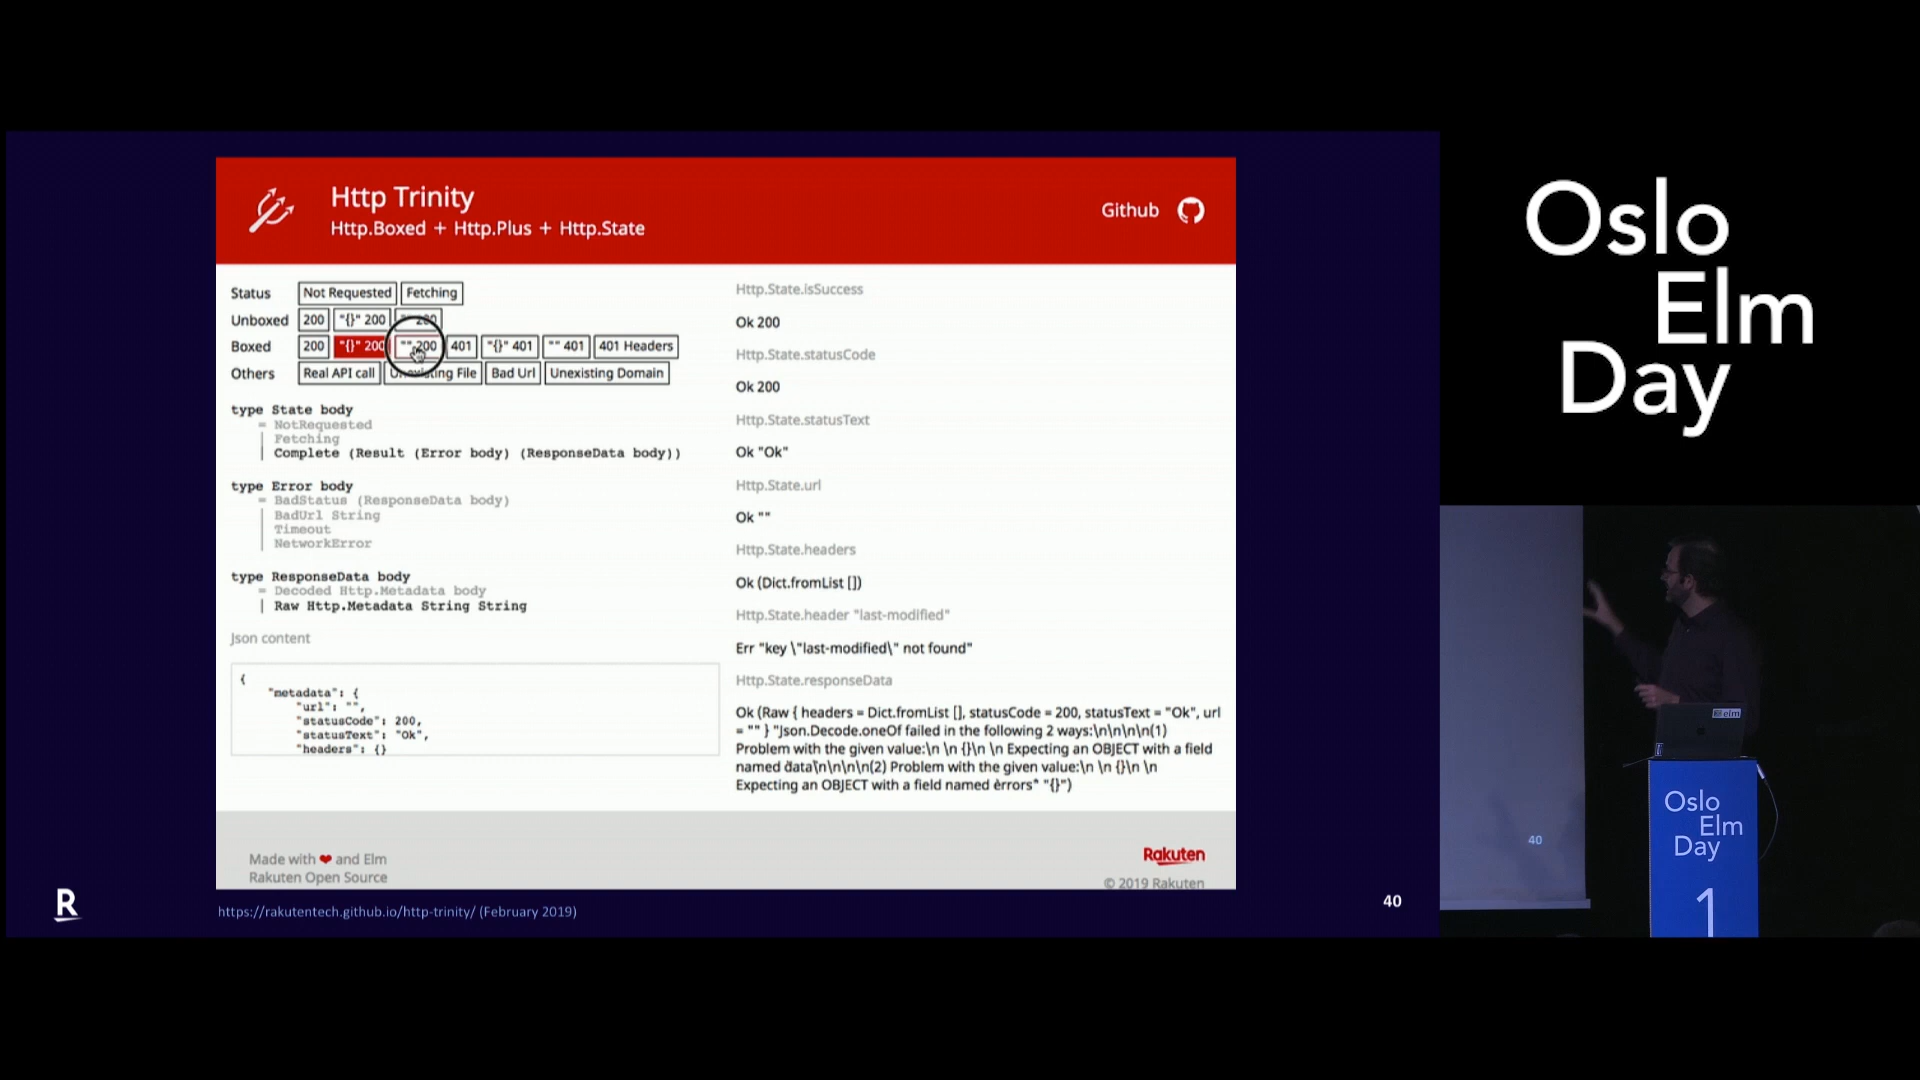 Http Trinity
Http.Boxed + Http.Plus + Http.State
Github
Status Not Requested Fetching
Unboxed 200 "{}" 200 "" 200
Boxed 200 "{}" 200 "" 200 401 "{}" 401 "" 401 401 Headers
Others Real API call Unexisting File Bad Url Unexisting Domain
type State body
= NotRequested
| Fetching
| Complete (Result (Error body) (ResponseData body))
type Error body
= BadStatus (ResponseData body)
| BadUrl String
| Timeout
| NetworkError
type ResponseData body
= Decoded Http.Metadata body
| Raw Http.Metadata String String
Json content
{
"metadata": {
"url": "",
"statusCode": 200,
"statusText": "Ok",
"headers": {}
Http.State.isSuccess
Ok 200
Http.State.statusCode
Ok 200
Http.State.statusText
Ok "Ok"
Http.State.url
Ok ""
Http.State.headers
Ok (Dict.fromList [])
Http.State.header "last-modified"
Err "key \"last-modified\" not found"
Http.State.responseData
Ok (Raw { headers = Dict.fromList [], statusCode = 200, statusText = "Ok", url
= "" } "Json.Decode.oneOf failed in the following 2 ways:\n\n\n\n(1)
Problem with the given value:\n \n {}\n \n Expecting an OBJECT with a field
named `data`\n\n\n\n(2) Problem with the given value:\n \n {}\n \n
Expecting an OBJECT with a field named `errors`" "{}")
Made with ❤ and Elm
Rakuten Open Source
Rakuten
© 2019 Rakuten
R
https://rakutentech.github.io/http-trinity/ (February 2019)
40
Oslo
Elm
Day
elm
40
Oslo
Elm
Day
1